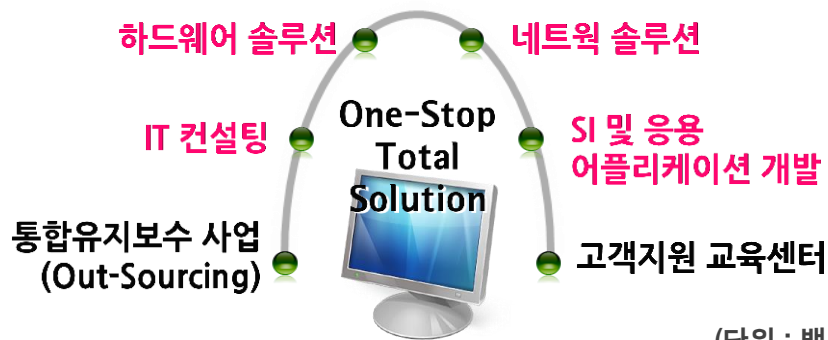 하드웨어 솔루션
네트웍 솔루션
IT 컨설팅
One-Stop
Total
Solution
SI 및 응용
어플리케이션 개발
통합유지보수 사업
(Out-Sourcing)
고객지원 교육센터
(단위 :